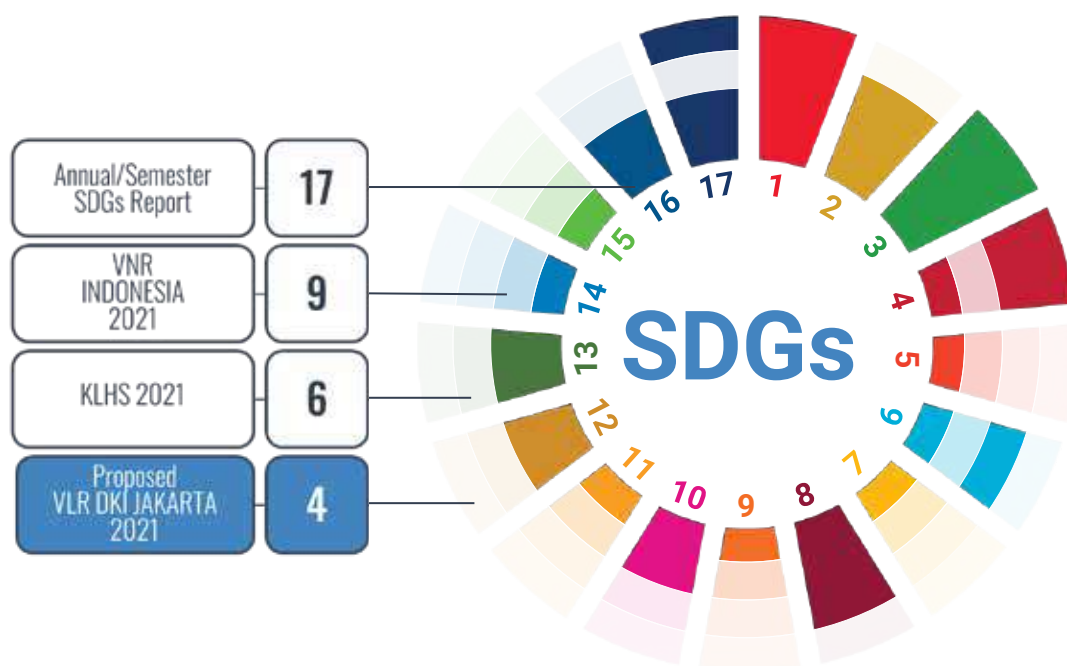 Annual/Semester
SDGs Report
17
VNR
INDONESIA
2021
9
KLHS 2021
6
Proposed
VLR DKI JAKARTA
2021
4
SDGs
1
2
3
4
5
6
7
8
9
10
11
12
13
14
15
16
17